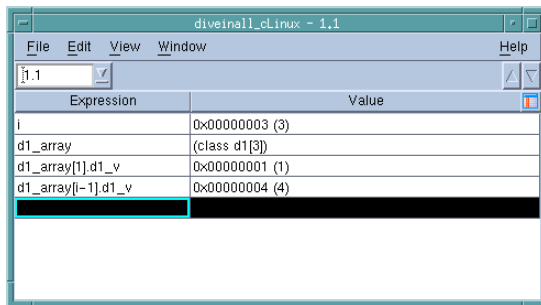 diveinall_cLinux - 1.1
File Edit View Window Help
1.1
Expression Value
i 0x00000003 (3)
d1_array (class d1[3])
d1_array[1].d1_v 0x00000001 (1)
d1_array[i-1].d1_v 0x00000004 (4)